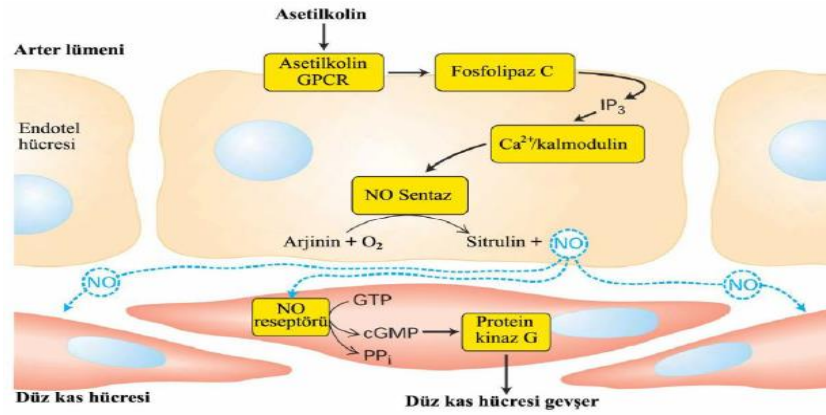 Asetilkolin
Arter lümeni
Asetilkolin
GPCR
Fosfolipaz C
IP₃
Endotel
hücresi
Ca²⁺/kalmodulin
NO Sentaz
Arjinin + O₂
Sitrulin +
NO
NO
NO
NO
reseptörü
GTP
cGMP
PPᵢ
Protein
kinaz G
Düz kas hücresi
Düz kas hücresi gevşer